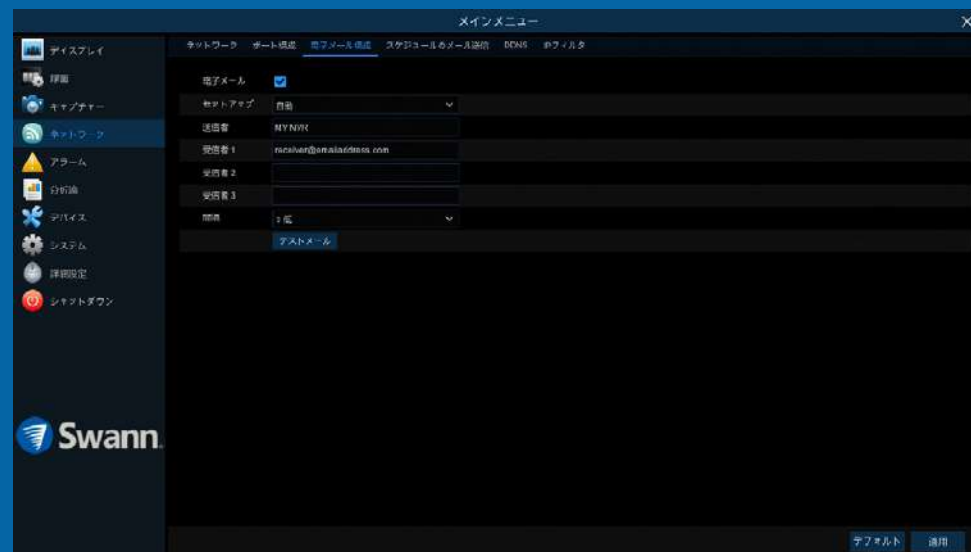 メインメニュー X
ディスプレイ
録画
キャプチャー
ネットワーク
アラーム
分析論
デバイス
システム
詳細設定
シャットダウン
Swann
ネットワーク ポート構成 電子メール構成 スケジュールのメール送信 DDNS IPフィルタ
電子メール
セットアップ 自動
送信者 MY NVR
受信者 1 receiver@emailaddress.com
受信者 2
受信者 3
間隔 3 低
テストメール
デフォルト 適用